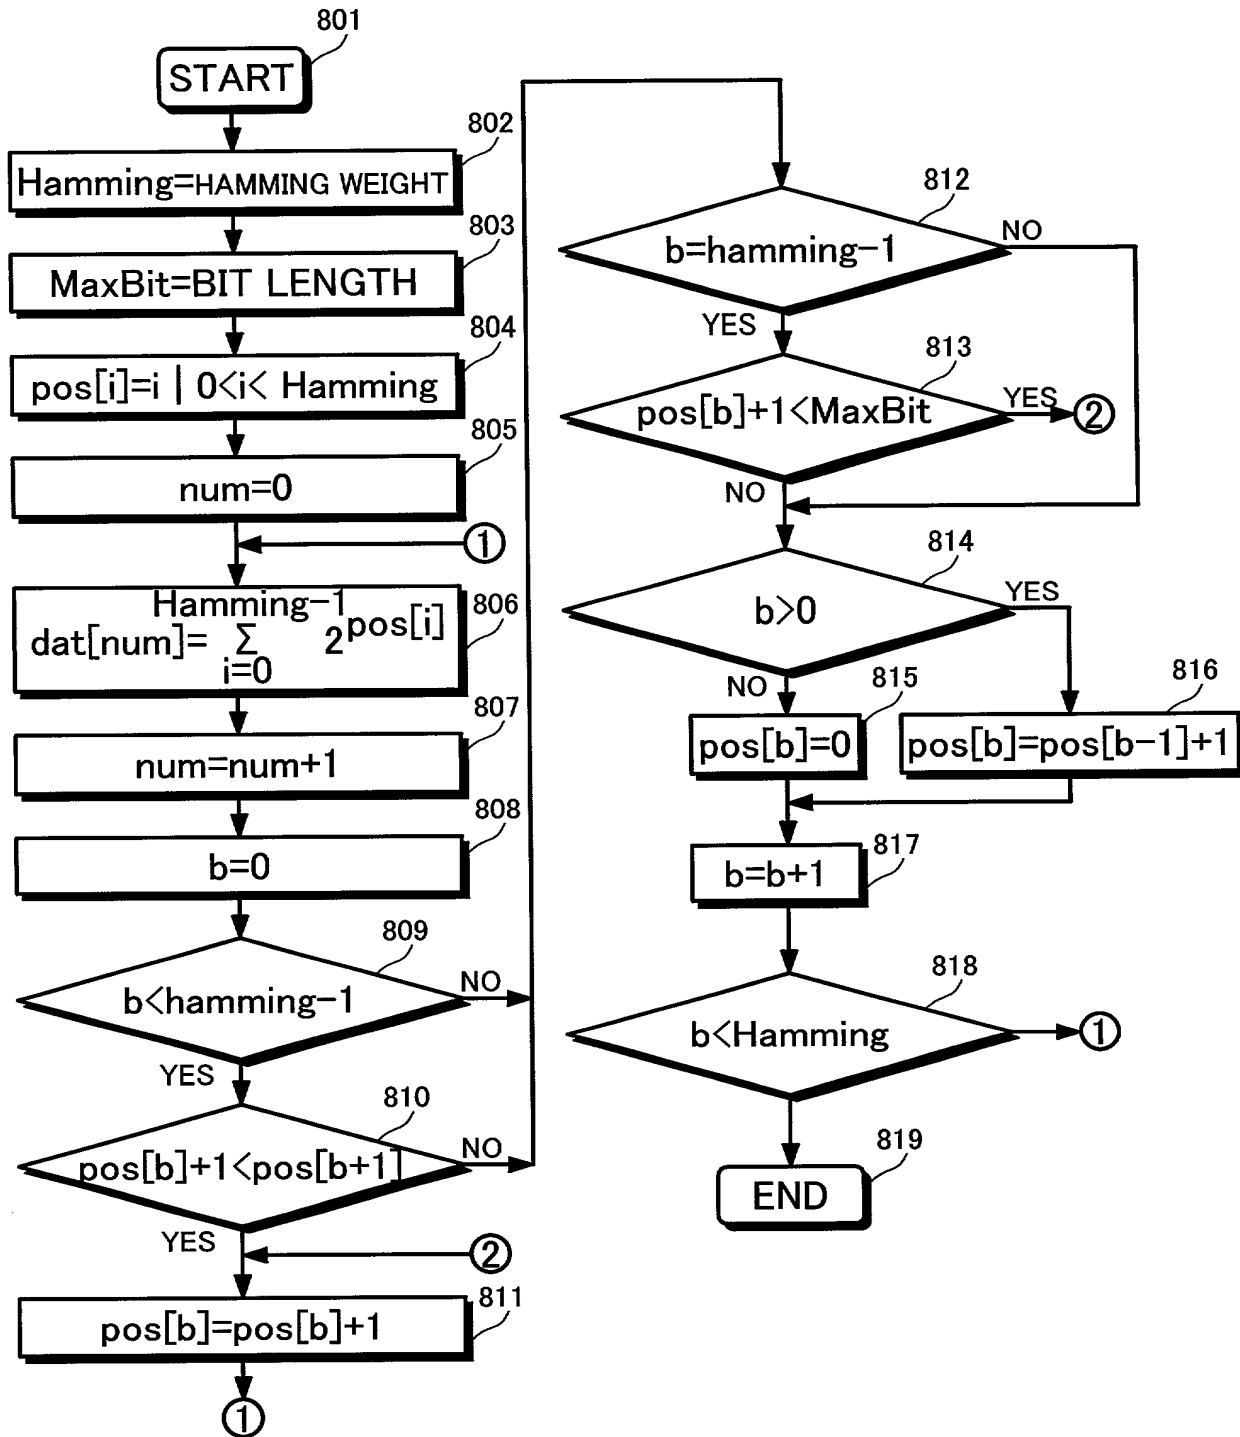 801
START
802
Hamming=HAMMING WEIGHT
803
MaxBit=BIT LENGTH
804
pos[i]=i | 0<i< Hamming
805
num=0
①
806
Hamming-1
dat[num]= Σ 2pos[i]
i=0
807
num=num+1
808
b=0
809
b<hamming-1
NO
YES
810
pos[b]+1<pos[b+1]
NO
YES
②
811
pos[b]=pos[b]+1
①
812
b=hamming-1
NO
YES
813
pos[b]+1<MaxBit
YES
②
NO
814
b>0
YES
NO
815
pos[b]=0
816
pos[b]=pos[b-1]+1
817
b=b+1
818
b<Hamming
①
819
END